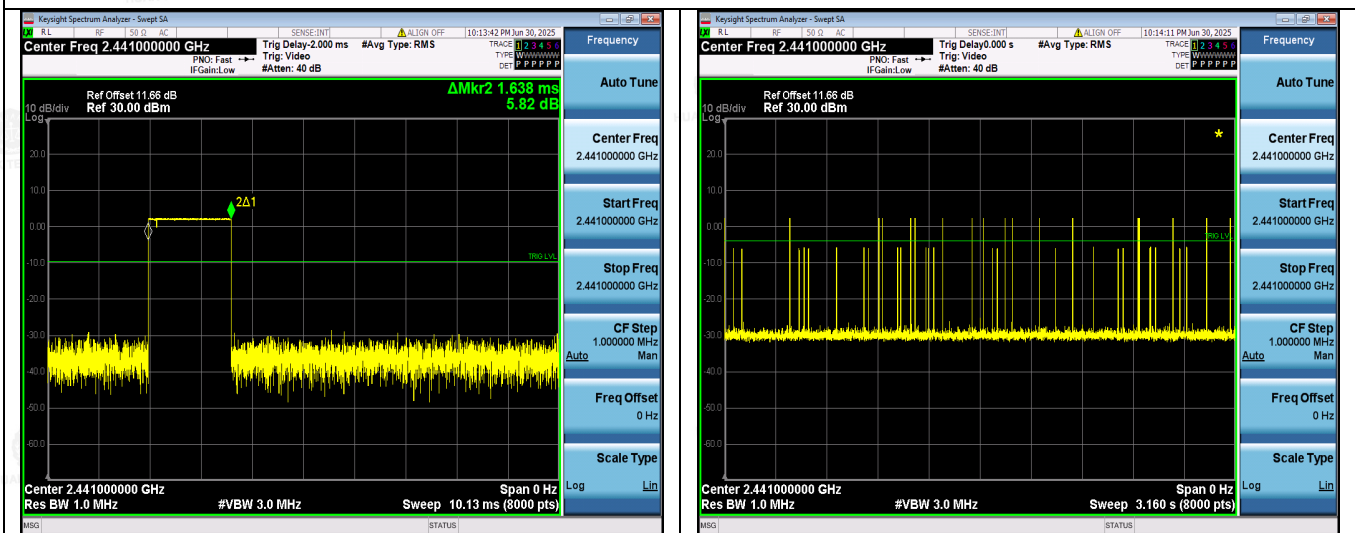 Keysight Spectrum Analyzer - Swept SA
LXI RL RF 50 Ω AC SENSE:INT ALIGN OFF 10:13:42 PM Jun 30, 2025
Center Freq 2.441000000 GHz
PNO: Fast
IFGain:Low
Trig Delay-2.000 ms
Trig: Video
#Atten: 40 dB
#Avg Type: RMS
TRACE 1 2 3 4 5 6
TYPE W
DET P P P P P P
ΔMkr2 1.638 ms
5.82 dB
Ref Offset 11.66 dB
10 dB/div Ref 30.00 dBm
Log
20.0
10.0
0.00
-10.0
-20.0
-30.0
-40.0
-50.0
-60.0
2Δ1
TRIG LVL
Center 2.441000000 GHz Span 0 Hz
Res BW 1.0 MHz #VBW 3.0 MHz Sweep 10.13 ms (8000 pts)
MSG STATUS
Frequency
Auto Tune
Center Freq
2.441000000 GHz
Start Freq
2.441000000 GHz
Stop Freq
2.441000000 GHz
CF Step
1.000000 MHz
Auto Man
Freq Offset
0 Hz
Scale Type
Log Lin
Keysight Spectrum Analyzer - Swept SA
LXI RL RF 50 Ω AC SENSE:INT ALIGN OFF 10:14:11 PM Jun 30, 2025
Center Freq 2.441000000 GHz
PNO: Fast
IFGain:Low
Trig Delay0.000 s
Trig: Video
#Atten: 40 dB
#Avg Type: RMS
TRACE 1 2 3 4 5 6
TYPE W
DET P P P P P P
Ref Offset 11.66 dB
10 dB/div Ref 30.00 dBm
Log
*
20.0
10.0
0.00
-10.0
-20.0
-30.0
-40.0
-50.0
-60.0
TRIG LVL
Center 2.441000000 GHz Span 0 Hz
Res BW 1.0 MHz #VBW 3.0 MHz Sweep 3.160 s (8000 pts)
MSG STATUS
Frequency
Auto Tune
Center Freq
2.441000000 GHz
Start Freq
2.441000000 GHz
Stop Freq
2.441000000 GHz
CF Step
1.000000 MHz
Auto Man
Freq Offset
0 Hz
Scale Type
Log Lin